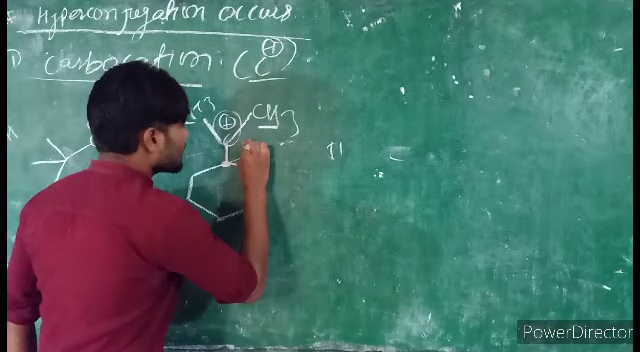 Hyperconjugation occurs
Carbocation : (C⊕)
⊕ CH3
PowerDirector